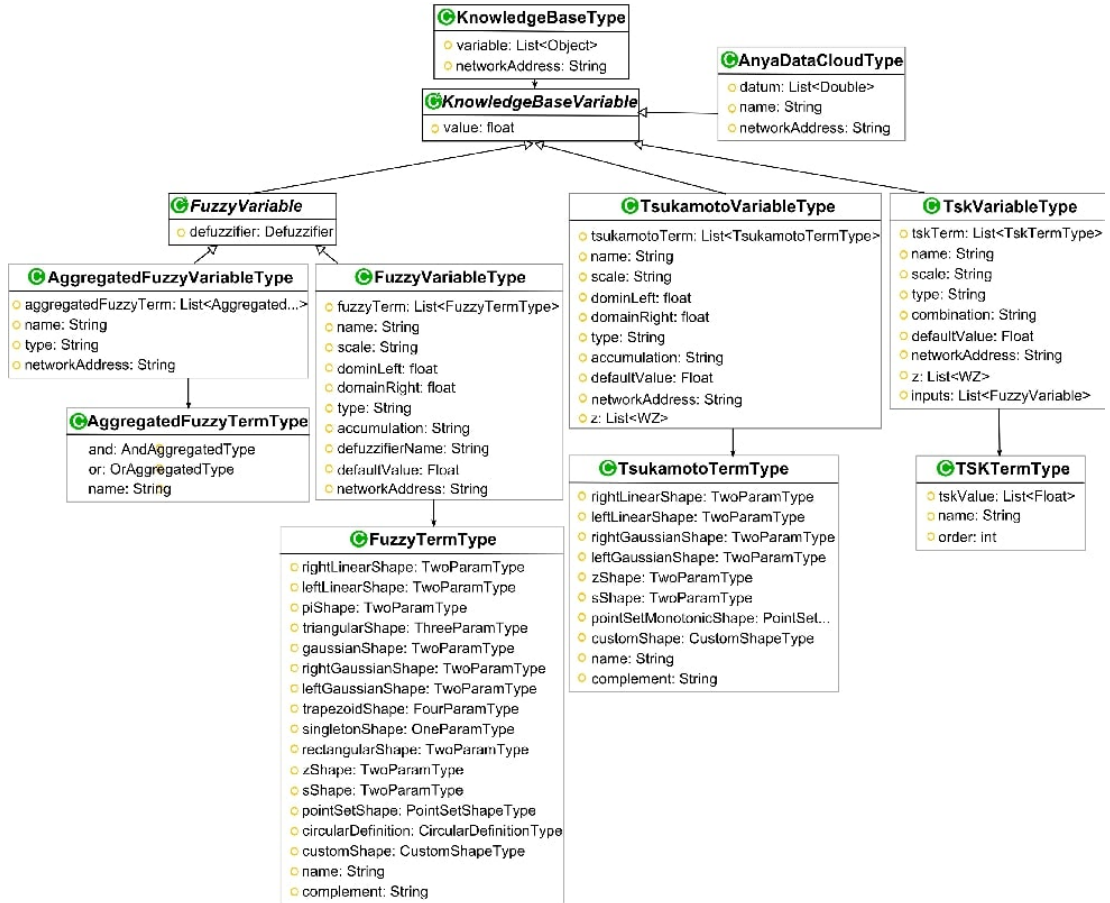 KnowledgeBaseType
variable: List<Object>
networkAddress: String
AnyaDataCloudType
datum: List<Double>
name: String
networkAddress: String
KnowledgeBaseVariable
value: float
FuzzyVariable
defuzzifier: Defuzzifier
TsukamotoVariableType
tsukamotoTerm: List<TsukamotoTermType>
name: String
scale: String
dominLeft: float
domainRight: float
type: String
accumulation: String
defaultValue: Float
networkAddress: String
z: List<WZ>
TskVariableType
tskTerm: List<TskTermType>
name: String
scale: String
type: String
combination: String
defaultValue: Float
networkAddress: String
z: List<WZ>
inputs: List<FuzzyVariable>
AggregatedFuzzyVariableType
aggregatedFuzzyTerm: List<Aggregated...>
name: String
type: String
networkAddress: String
FuzzyVariableType
fuzzyTerm: List<FuzzyTermType>
name: String
scale: String
dominLeft: float
domainRight: float
type: String
accumulation: String
defuzzifierName: String
defaultValue: Float
networkAddress: String
AggregatedFuzzyTermType
and: AndAggregatedType
or: OrAggregatedType
name: String
TsukamotoTermType
rightLinearShape: TwoParamType
leftLinearShape: TwoParamType
rightGaussianShape: TwoParamType
leftGaussianShape: TwoParamType
zShape: TwoParamType
sShape: TwoParamType
pointSetMonotonicShape: PointSet...
customShape: CustomShapeType
name: String
complement: String
TSKTermType
tskValue: List<Float>
name: String
order: int
FuzzyTermType
rightLinearShape: TwoParamType
leftLinearShape: TwoParamType
piShape: TwoParamType
triangularShape: ThreeParamType
gaussianShape: TwoParamType
rightGaussianShape: TwoParamType
leftGaussianShape: TwoParamType
trapezoidShape: FourParamType
singletonShape: OneParamType
rectangularShape: TwoParamType
zShape: TwoParamType
sShape: TwoParamType
pointSetShape: PointSetShapeType
circularDefinition: CircularDefinitionType
customShape: CustomShapeType
name: String
complement: String